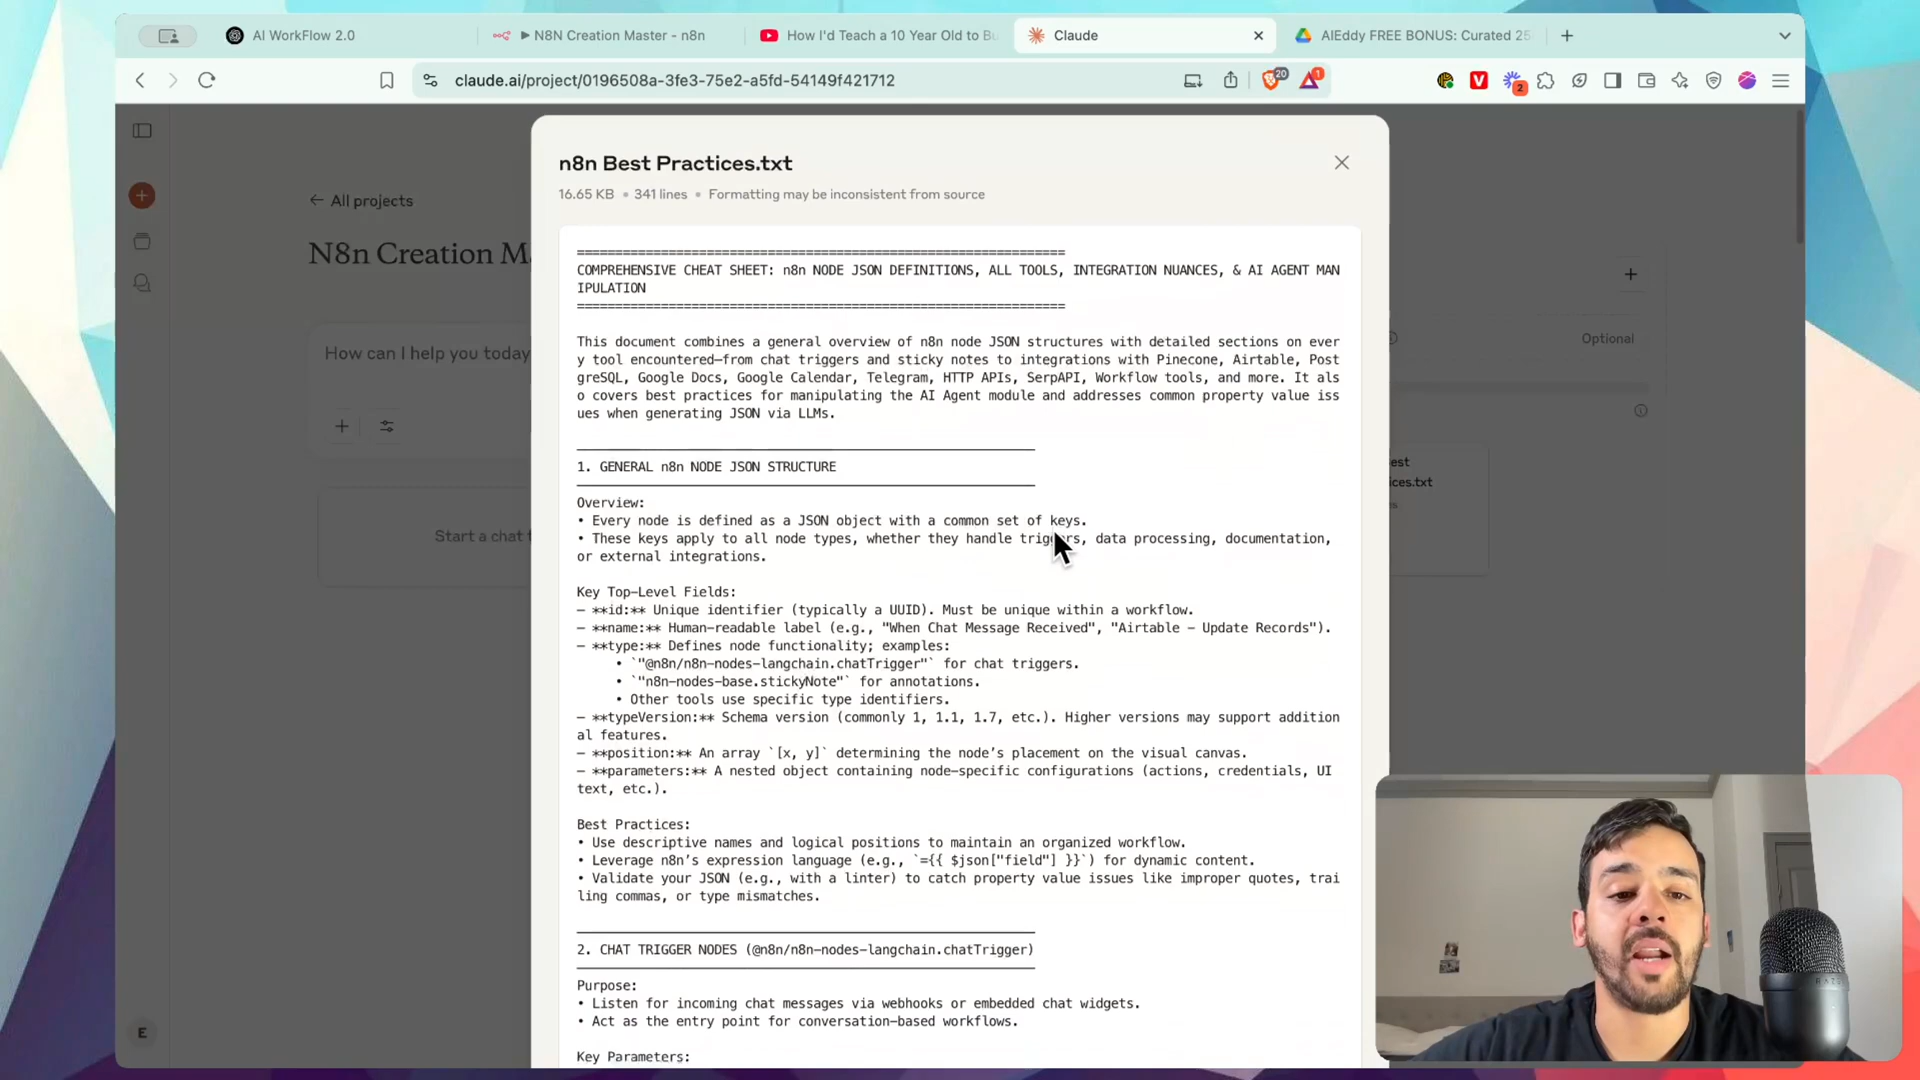 AI WorkFlow 2.0
▶ N8N Creation Master - n8n
How I'd Teach a 10 Year Old to Bu
Claude
AIEddy FREE BONUS: Curated 25
claude.ai/project/0196508a-3fe3-75e2-a5fd-54149f421712
20
1
2
← All projects
N8n Creation Ma
How can I help you today
Start a chat t
Optional
est
ices.txt
E
n8n Best Practices.txt
16.65 KB • 341 lines • Formatting may be inconsistent from source
================================================================
COMPREHENSIVE CHEAT SHEET: n8n NODE JSON DEFINITIONS, ALL TOOLS, INTEGRATION NUANCES, & AI AGENT MAN
IPULATION
================================================================
This document combines a general overview of n8n node JSON structures with detailed sections on ever
y tool encountered—from chat triggers and sticky notes to integrations with Pinecone, Airtable, Post
greSQL, Google Docs, Google Calendar, Telegram, HTTP APIs, SerpAPI, Workflow tools, and more. It als
o covers best practices for manipulating the AI Agent module and addresses common property value iss
ues when generating JSON via LLMs.
1. GENERAL n8n NODE JSON STRUCTURE
Overview:
• Every node is defined as a JSON object with a common set of keys.
• These keys apply to all node types, whether they handle triggers, data processing, documentation,
or external integrations.
Key Top-Level Fields:
– **id:** Unique identifier (typically a UUID). Must be unique within a workflow.
– **name:** Human-readable label (e.g., "When Chat Message Received", "Airtable – Update Records").
– **type:** Defines node functionality; examples:
• `"@n8n/n8n-nodes-langchain.chatTrigger"` for chat triggers.
• `"n8n-nodes-base.stickyNote"` for annotations.
• Other tools use specific type identifiers.
– **typeVersion:** Schema version (commonly 1, 1.1, 1.7, etc.). Higher versions may support addition
al features.
– **position:** An array `[x, y]` determining the node's placement on the visual canvas.
– **parameters:** A nested object containing node-specific configurations (actions, credentials, UI
text, etc.).
Best Practices:
• Use descriptive names and logical positions to maintain an organized workflow.
• Leverage n8n's expression language (e.g., `={{ $json["field"] }}`) for dynamic content.
• Validate your JSON (e.g., with a linter) to catch property value issues like improper quotes, trai
ling commas, or type mismatches.
2. CHAT TRIGGER NODES (@n8n/n8n-nodes-langchain.chatTrigger)
Purpose:
• Listen for incoming chat messages via webhooks or embedded chat widgets.
• Act as the entry point for conversation-based workflows.
Key Parameters: